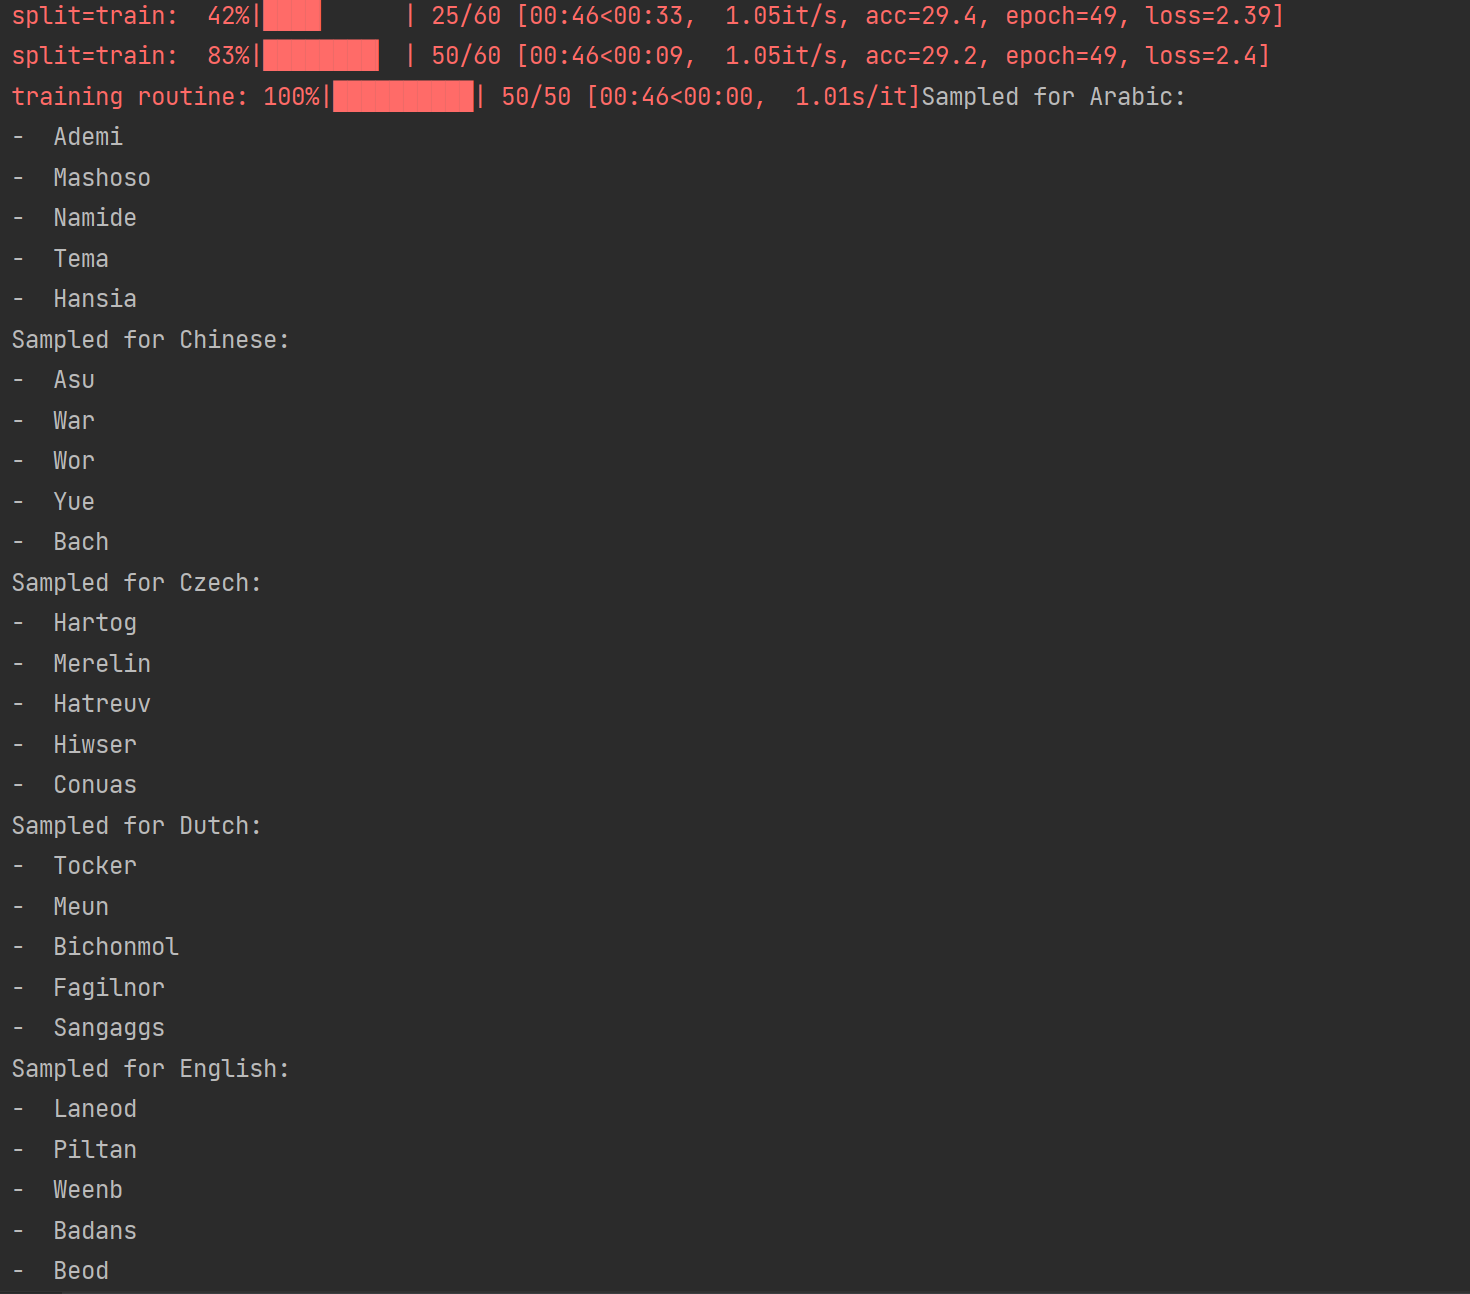 split=train:  42%|████      | 25/60 [00:46<00:33,  1.05it/s, acc=29.4, epoch=49, loss=2.39]
split=train:  83%|████████  | 50/60 [00:46<00:09,  1.05it/s, acc=29.2, epoch=49, loss=2.4]
training routine: 100%|██████████| 50/50 [00:46<00:00,  1.01s/it]Sampled for Arabic:
-  Ademi
-  Mashoso
-  Namide
-  Tema
-  Hansia
Sampled for Chinese:
-  Asu
-  War
-  Wor
-  Yue
-  Bach
Sampled for Czech:
-  Hartog
-  Merelin
-  Hatreuv
-  Hiwser
-  Conuas
Sampled for Dutch:
-  Tocker
-  Meun
-  Bichonmol
-  Fagilnor
-  Sangaggs
Sampled for English:
-  Laneod
-  Piltan
-  Weenb
-  Badans
-  Beod